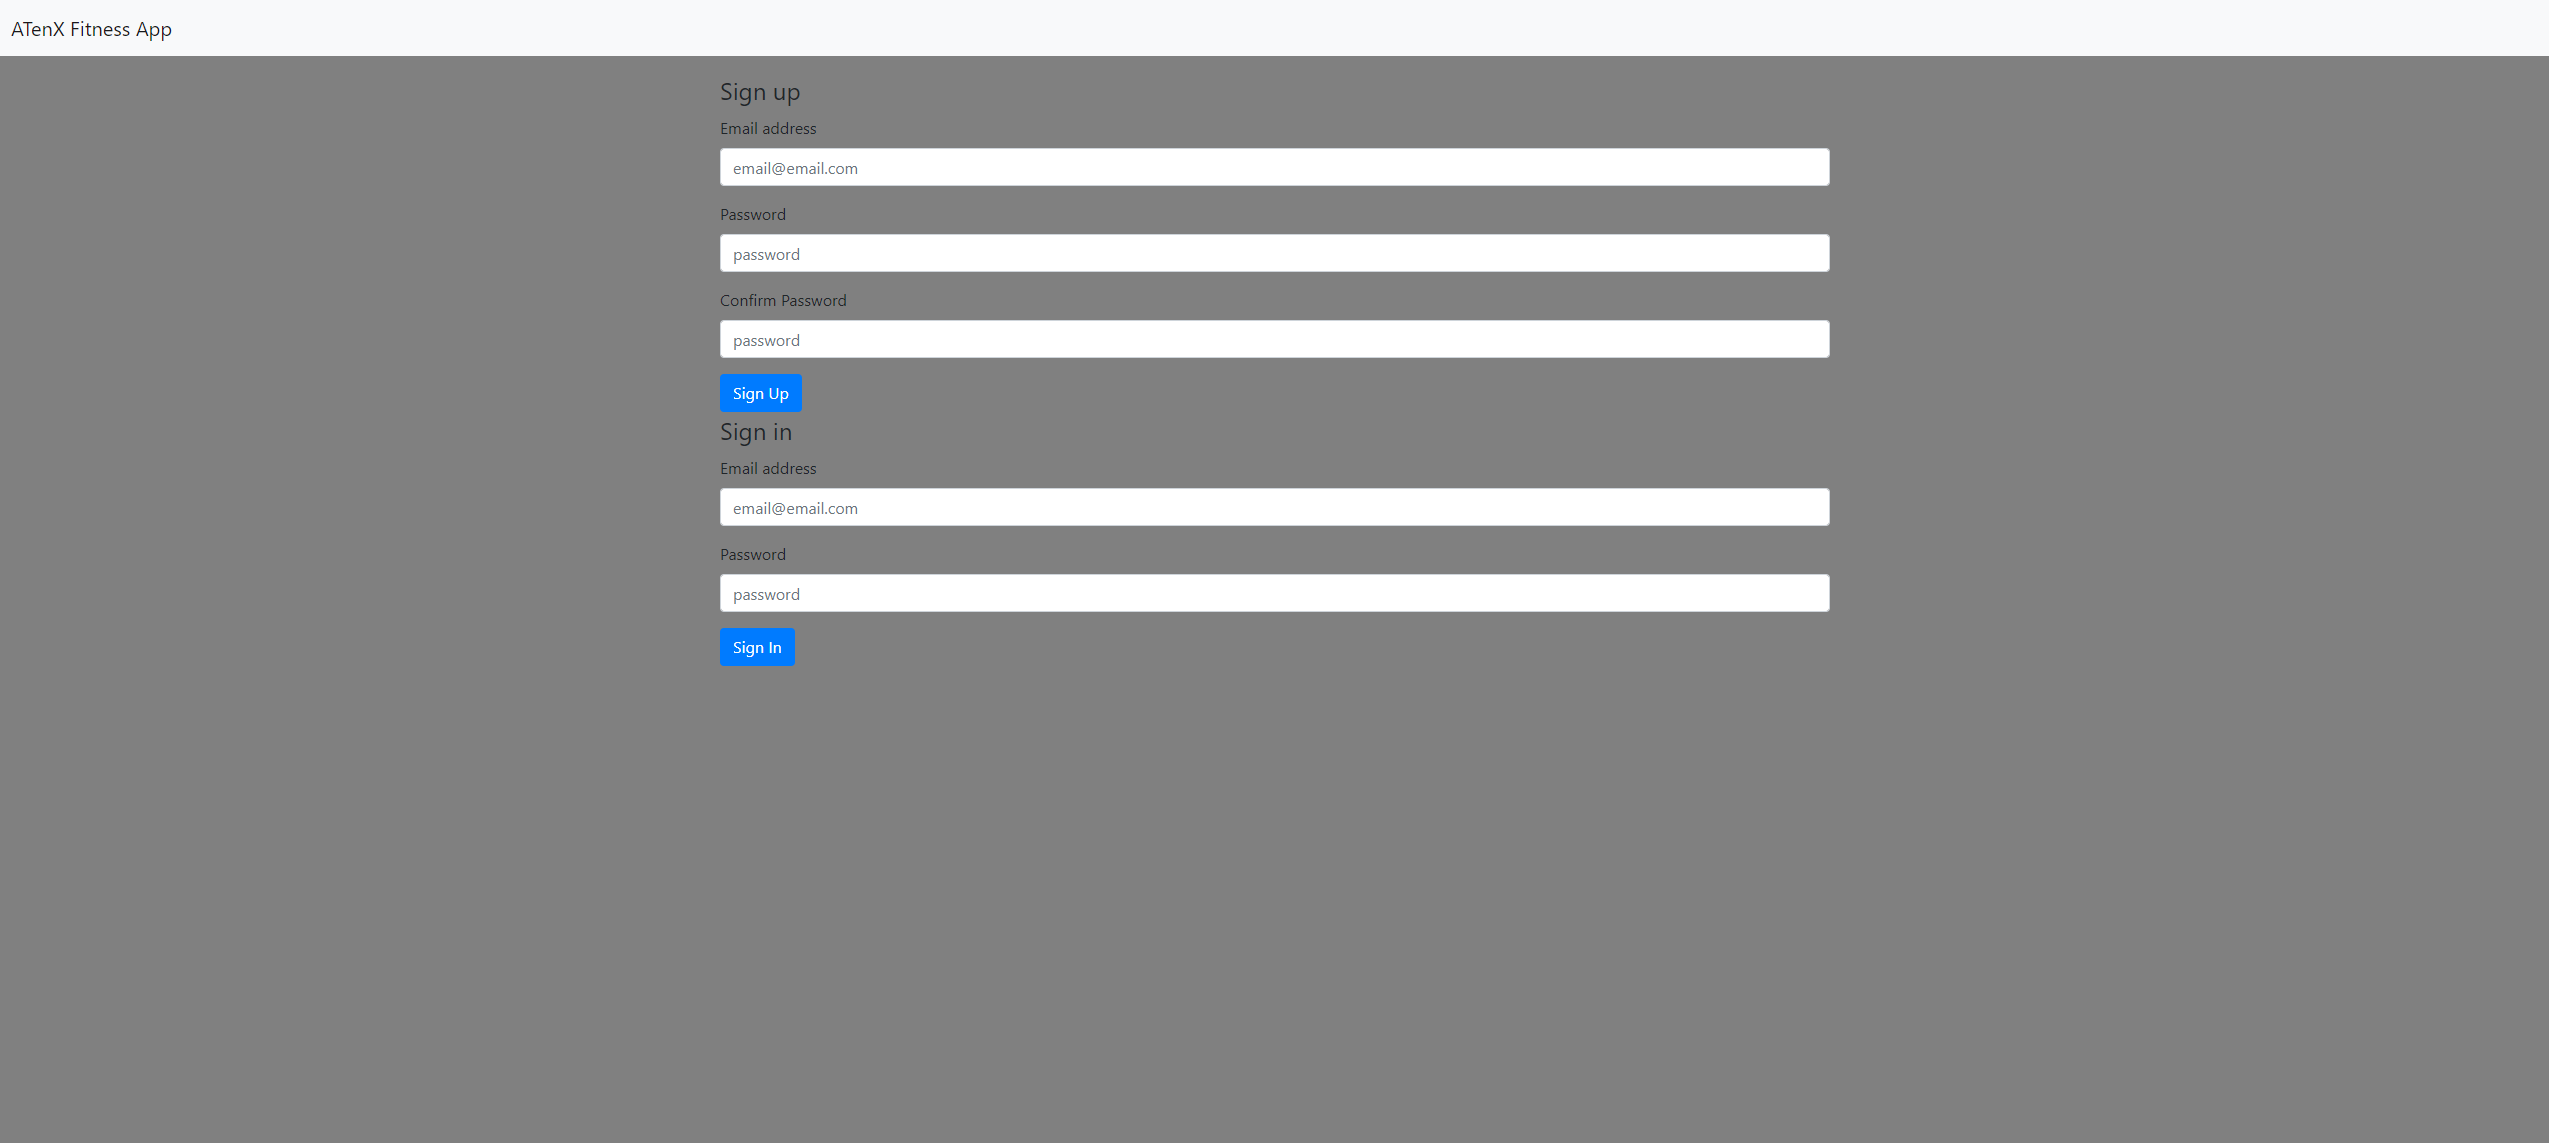 ATenX Fitness App
Sign up
Email address
email@email.com
Password
password
Confirm Password
password
Sign Up
Sign in
Email address
email@email.com
Password
password
Sign In